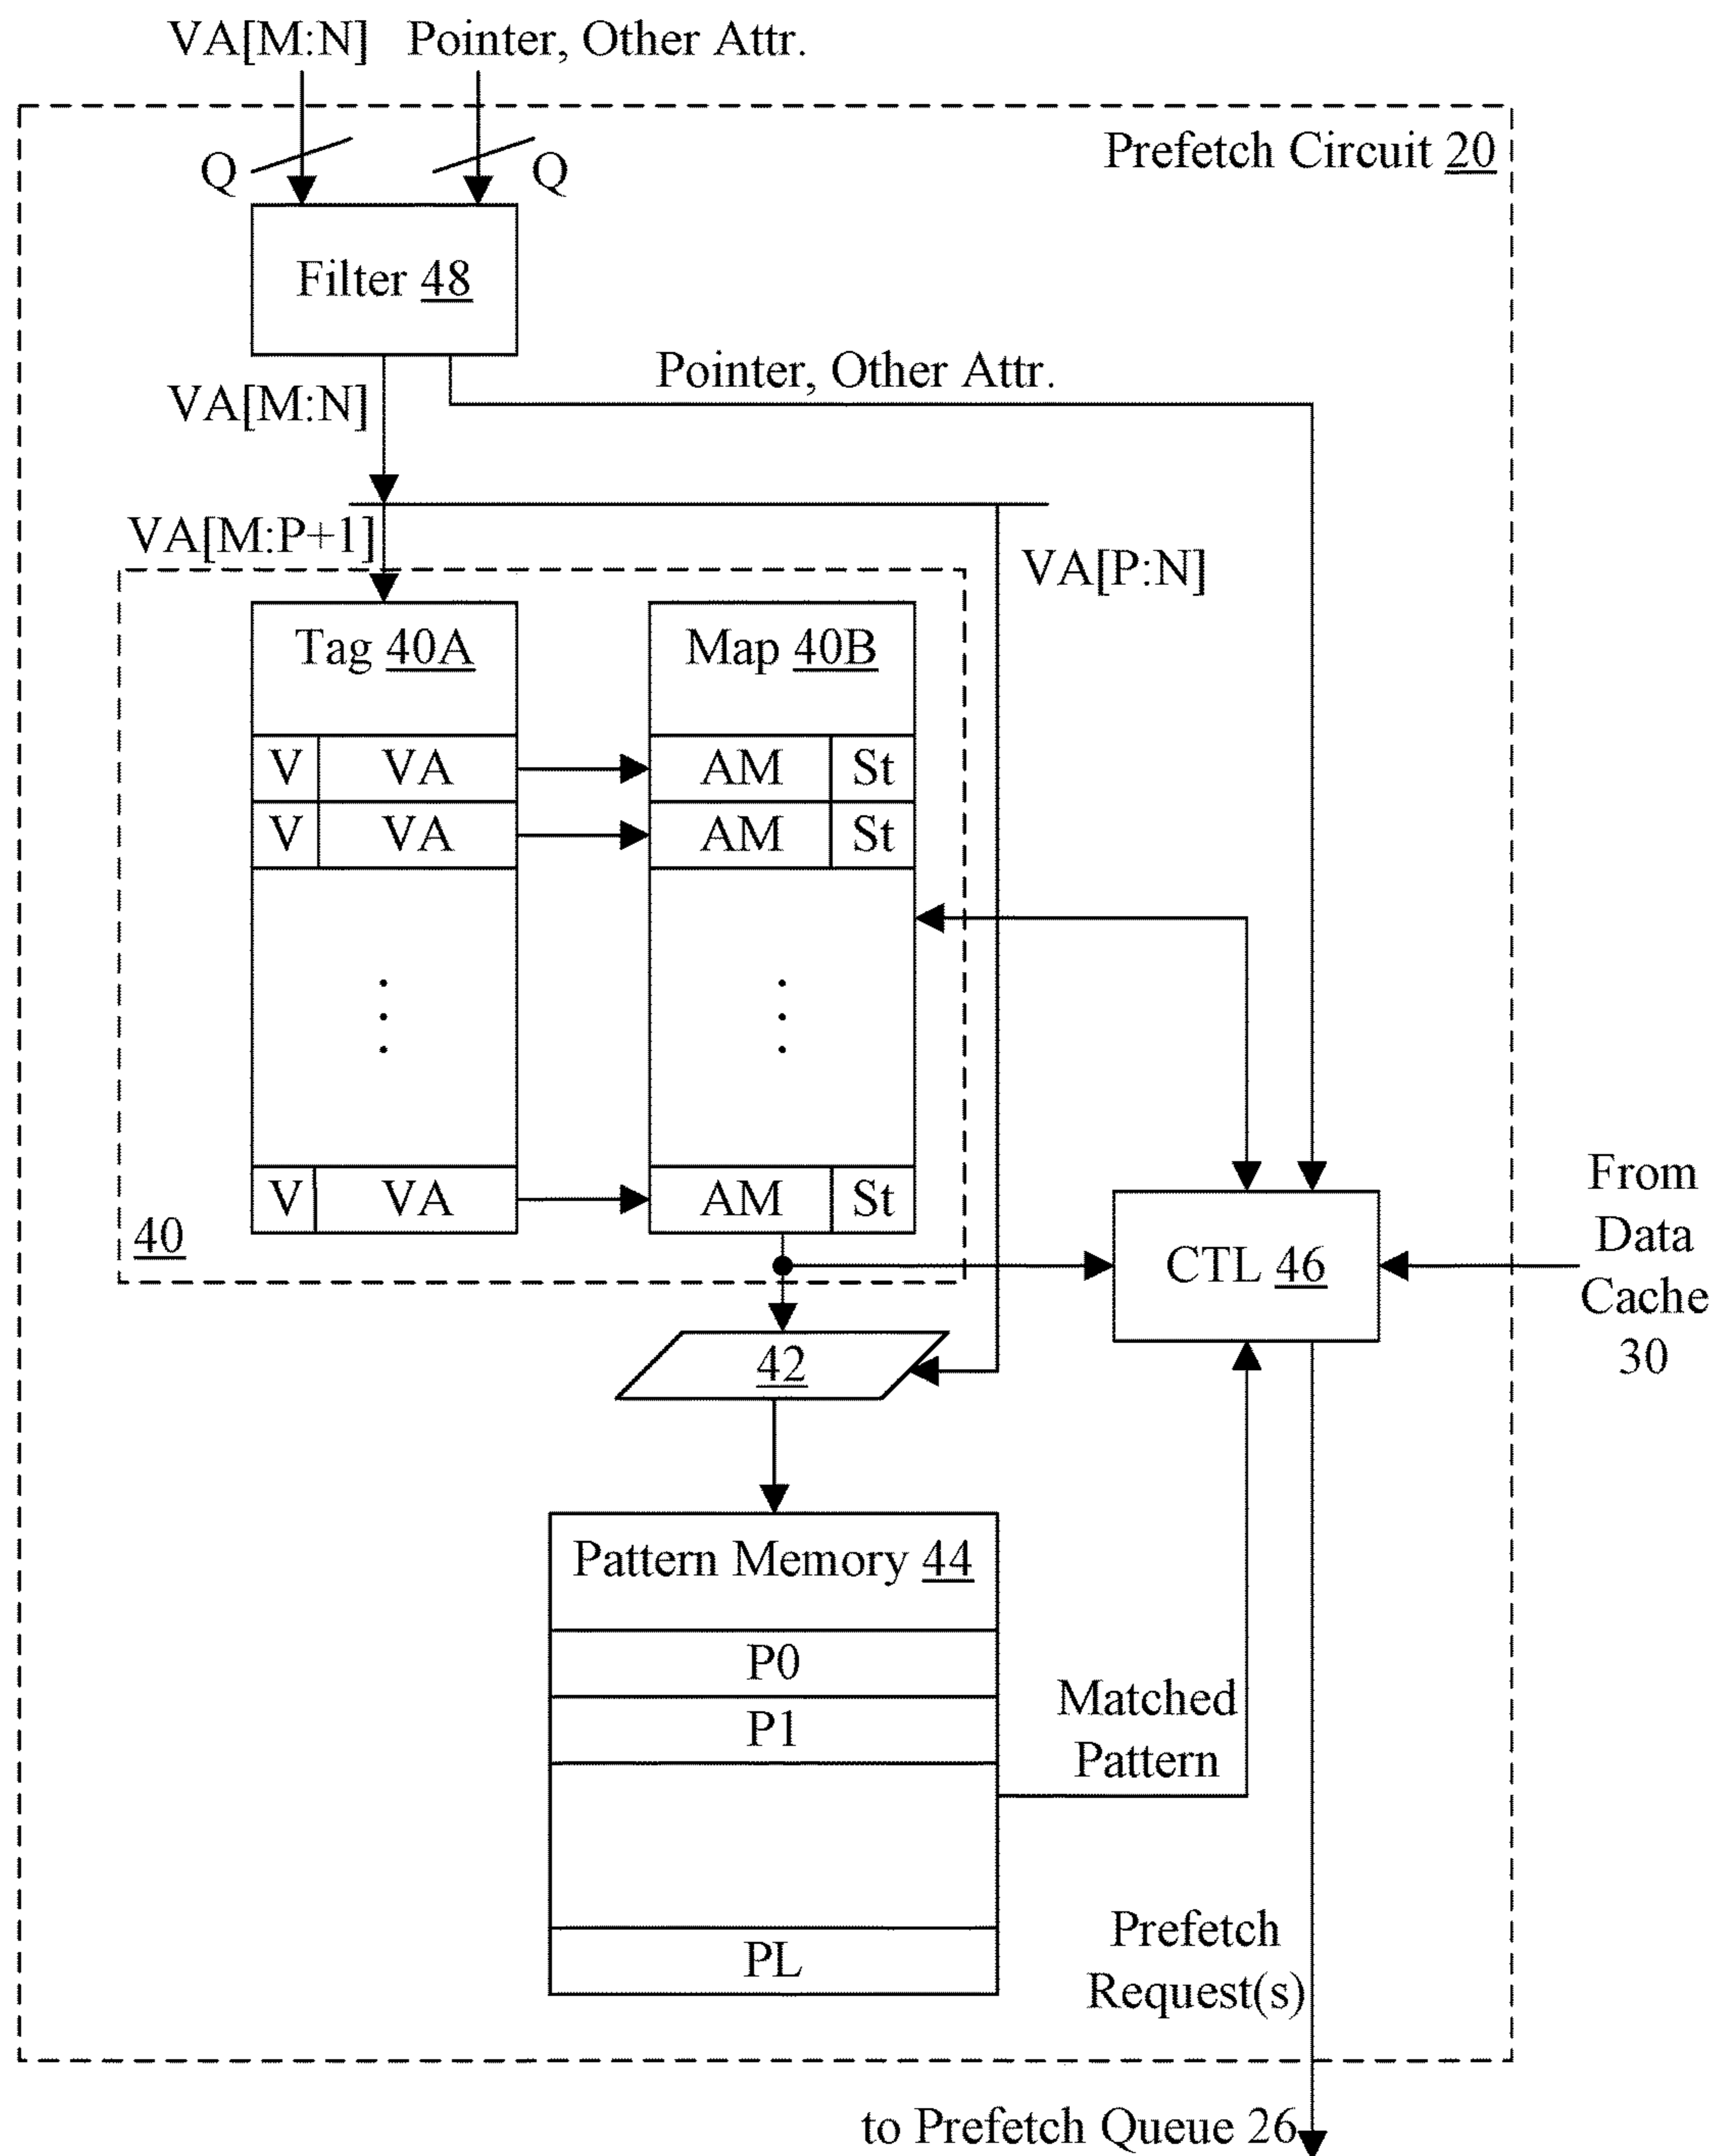 VA[M:N] Pointer, Other Attr.
Prefetch Circuit 20
Q Q
Filter 48
Pointer, Other Attr.
VA[M:N]
VA[M:P+1]
VA[P:N]
Tag 40A Map 40B
V VA AM St
V VA AM St
V VA AM St
40
CTL 46
From
Data
Cache
30
42
Pattern Memory 44
P0
P1
PL
Matched
Pattern
Prefetch
Request(s)
to Prefetch Queue 26